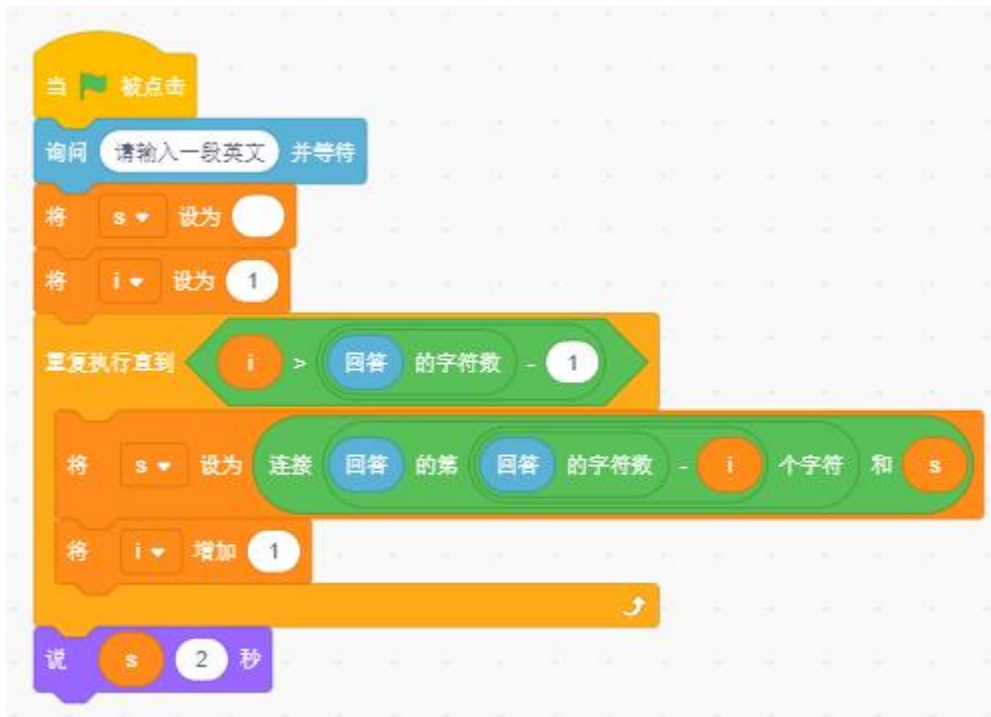 当 被点击
询问 请输入一段英文 并等待
将 s 设为
将 i 设为 1
重复执行直到 i > 回答 的字符数 - 1
将 s 设为 连接 回答 的第 回答 的字符数 - i 个字符 和 s
将 i 增加 1
说 s 2 秒